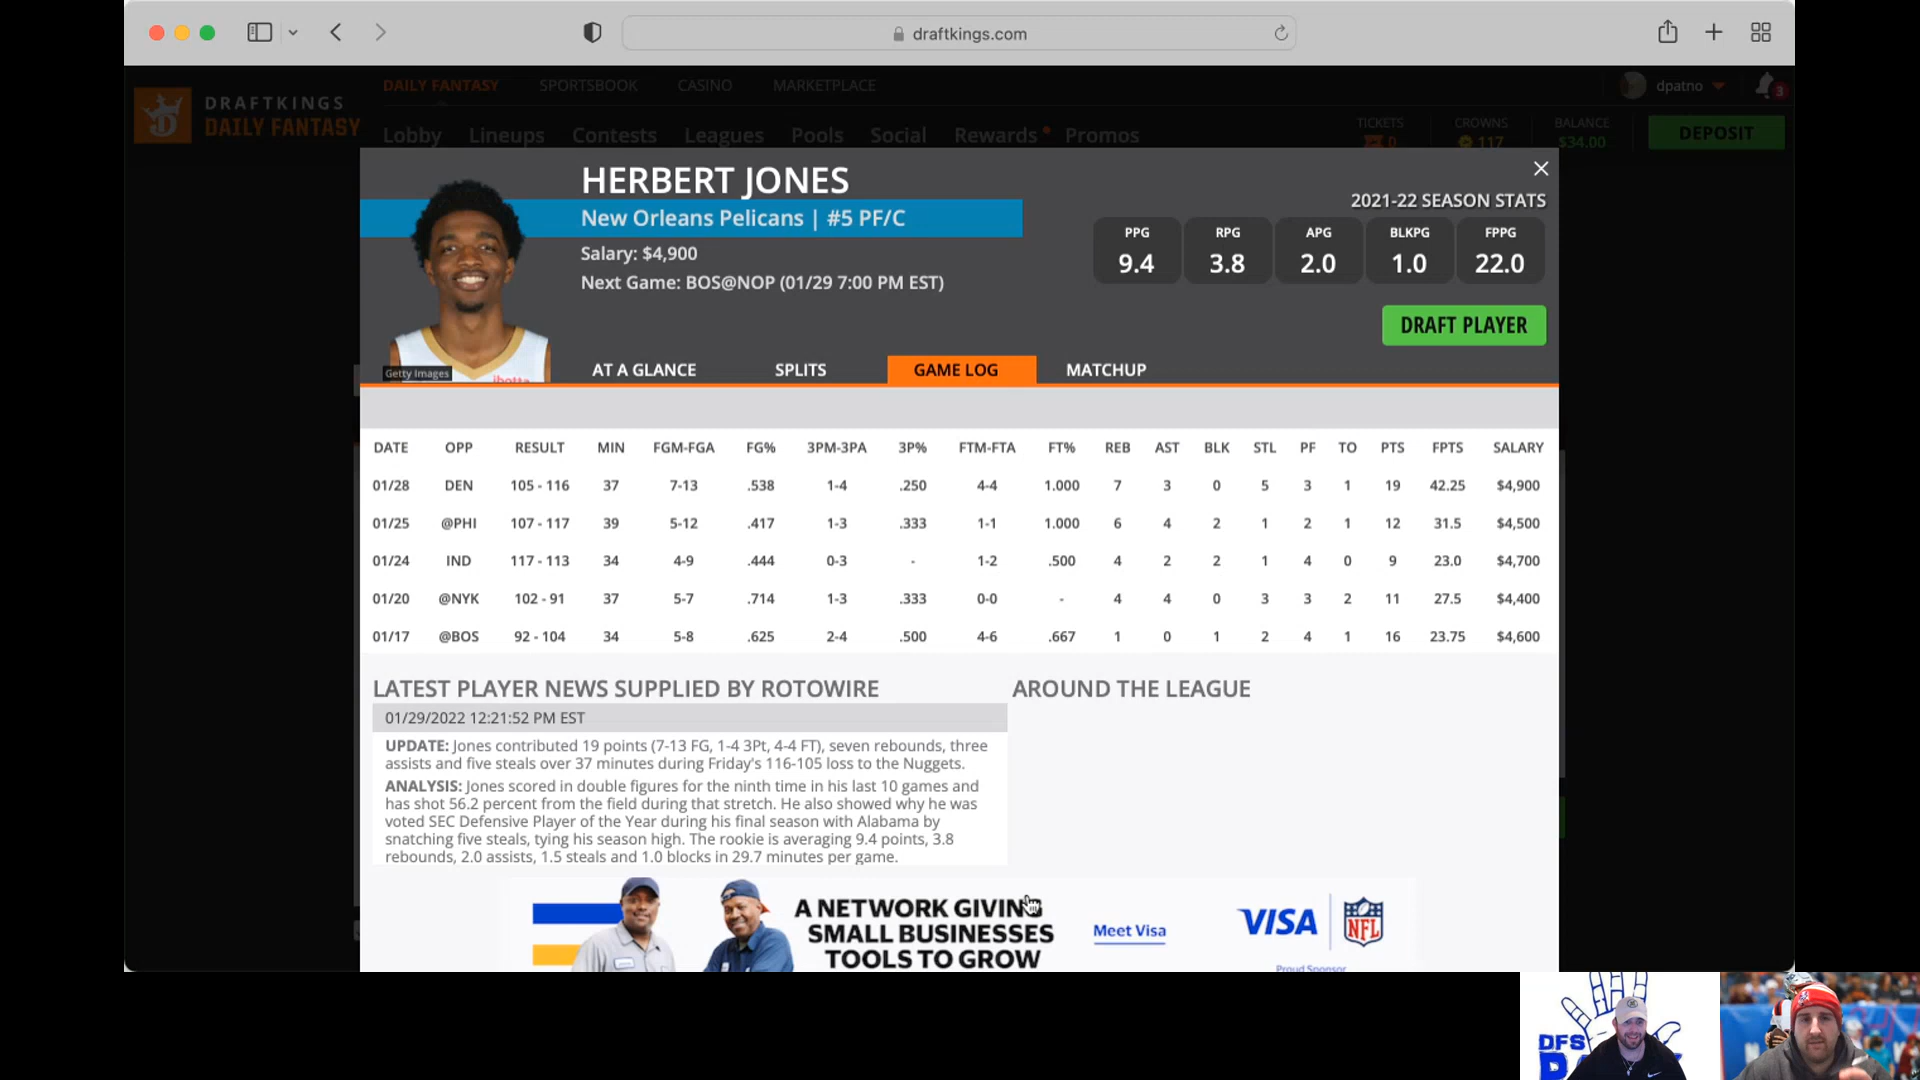 draftkings.com
DRAFTKINGS
DAILY FANTASY
DAILY FANTASY SPORTSBOOK CASINO MARKETPLACE
dpatno
3
Lobby Lineups Contests Leagues Pools Social Rewards Promos
TICKETS CROWNS BALANCE
0 117 $34.00
DEPOSIT
HERBERT JONES
New Orleans Pelicans | #5 PF/C
Salary: $4,900
Next Game: BOS@NOP (01/29 7:00 PM EST)
2021-22 SEASON STATS
PPG RPG APG BLKPG FPPG
9.4 3.8 2.0 1.0 22.0
DRAFT PLAYER
Getty Images
ibotta
AT A GLANCE SPLITS GAME LOG MATCHUP
DATE OPP RESULT MIN FGM-FGA FG% 3PM-3PA 3P% FTM-FTA FT% REB AST BLK STL PF TO PTS FPTS SALARY
01/28 DEN 105 - 116 37 7-13 .538 1-4 .250 4-4 1.000 7 3 0 5 3 1 19 42.25 $4,900
01/25 @PHI 107 - 117 39 5-12 .417 1-3 .333 1-1 1.000 6 4 2 1 2 1 12 31.5 $4,500
01/24 IND 117 - 113 34 4-9 .444 0-3 - 1-2 .500 4 2 2 1 4 0 9 23.0 $4,700
01/20 @NYK 102 - 91 37 5-7 .714 1-3 .333 0-0 - 4 4 0 3 3 2 11 27.5 $4,400
01/17 @BOS 92 - 104 34 5-8 .625 2-4 .500 4-6 .667 1 0 1 2 4 1 16 23.75 $4,600
LATEST PLAYER NEWS SUPPLIED BY ROTOWIRE
AROUND THE LEAGUE
01/29/2022 12:21:52 PM EST
UPDATE: Jones contributed 19 points (7-13 FG, 1-4 3Pt, 4-4 FT), seven rebounds, three
assists and five steals over 37 minutes during Friday's 116-105 loss to the Nuggets.
ANALYSIS: Jones scored in double figures for the ninth time in his last 10 games and
has shot 56.2 percent from the field during that stretch. He also showed why he was
voted SEC Defensive Player of the Year during his final season with Alabama by
snatching five steals, tying his season high. The rookie is averaging 9.4 points, 3.8
rebounds, 2.0 assists, 1.5 steals and 1.0 blocks in 29.7 minutes per game.
A NETWORK GIVING
SMALL BUSINESSES
TOOLS TO GROW
Meet Visa
VISA
NFL
Proud Sponsor
DFS